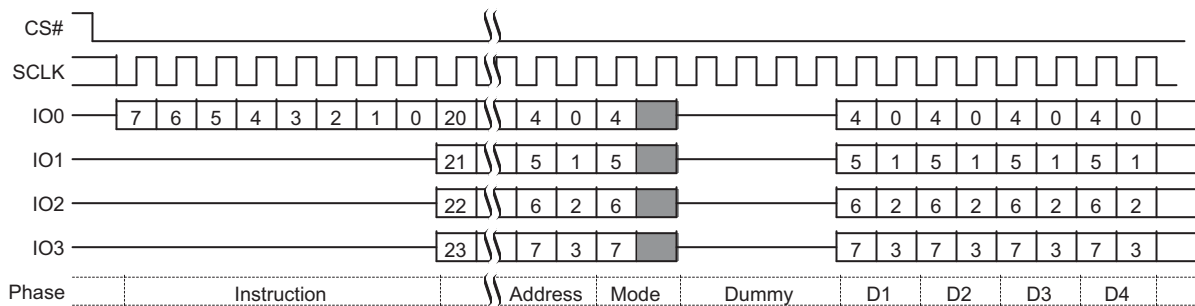 CS#
SCLK
IO0 7 6 5 4 3 2 1 0 20 4 0 4 4 0 4 0 4 0 4 0
IO1 21 5 1 5 5 1 5 1 5 1 5 1
IO2 22 6 2 6 6 2 6 2 6 2 6 2
IO3 23 7 3 7 7 3 7 3 7 3 7 3
Phase Instruction Address Mode Dummy D1 D2 D3 D4